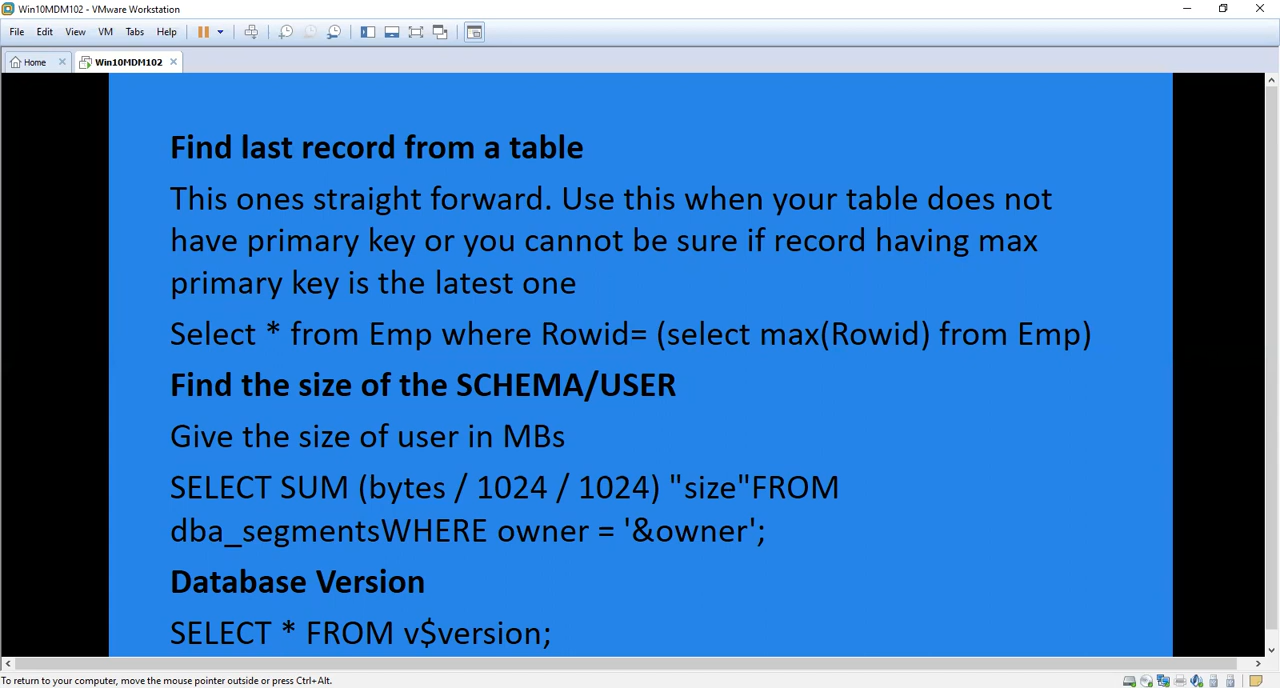 Win10MDM102 - VMware Workstation
File Edit View VM Tabs Help
Home Win10MDM102
Find last record from a table
This ones straight forward. Use this when your table does not
have primary key or you cannot be sure if record having max
primary key is the latest one
Select * from Emp where Rowid= (select max(Rowid) from Emp)
Find the size of the SCHEMA/USER
Give the size of user in MBs
SELECT SUM (bytes / 1024 / 1024) "size"FROM
dba_segmentsWHERE owner = '&owner';
Database Version
SELECT * FROM v$version;
To return to your computer, move the mouse pointer outside or press Ctrl+Alt.